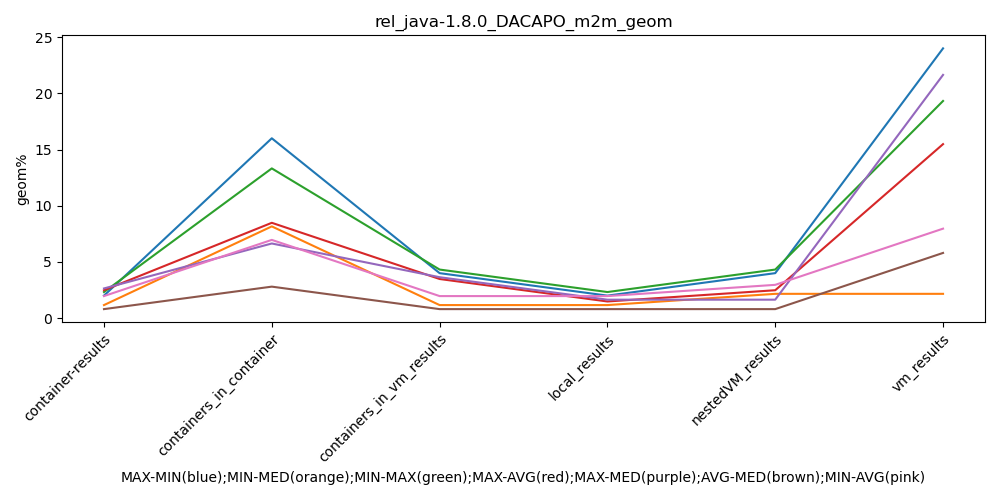 rel_java-1.8.0_DACAPO_m2m_geom
25
20
15
10
5
0
geom%
container-results
containers_in_container
containers_in_vm_results
local_results
nestedVM_results
vm_results
MAX-MIN(blue);MIN-MED(orange);MIN-MAX(green);MAX-AVG(red);MAX-MED(purple);AVG-MED(brown);MIN-AVG(pink)